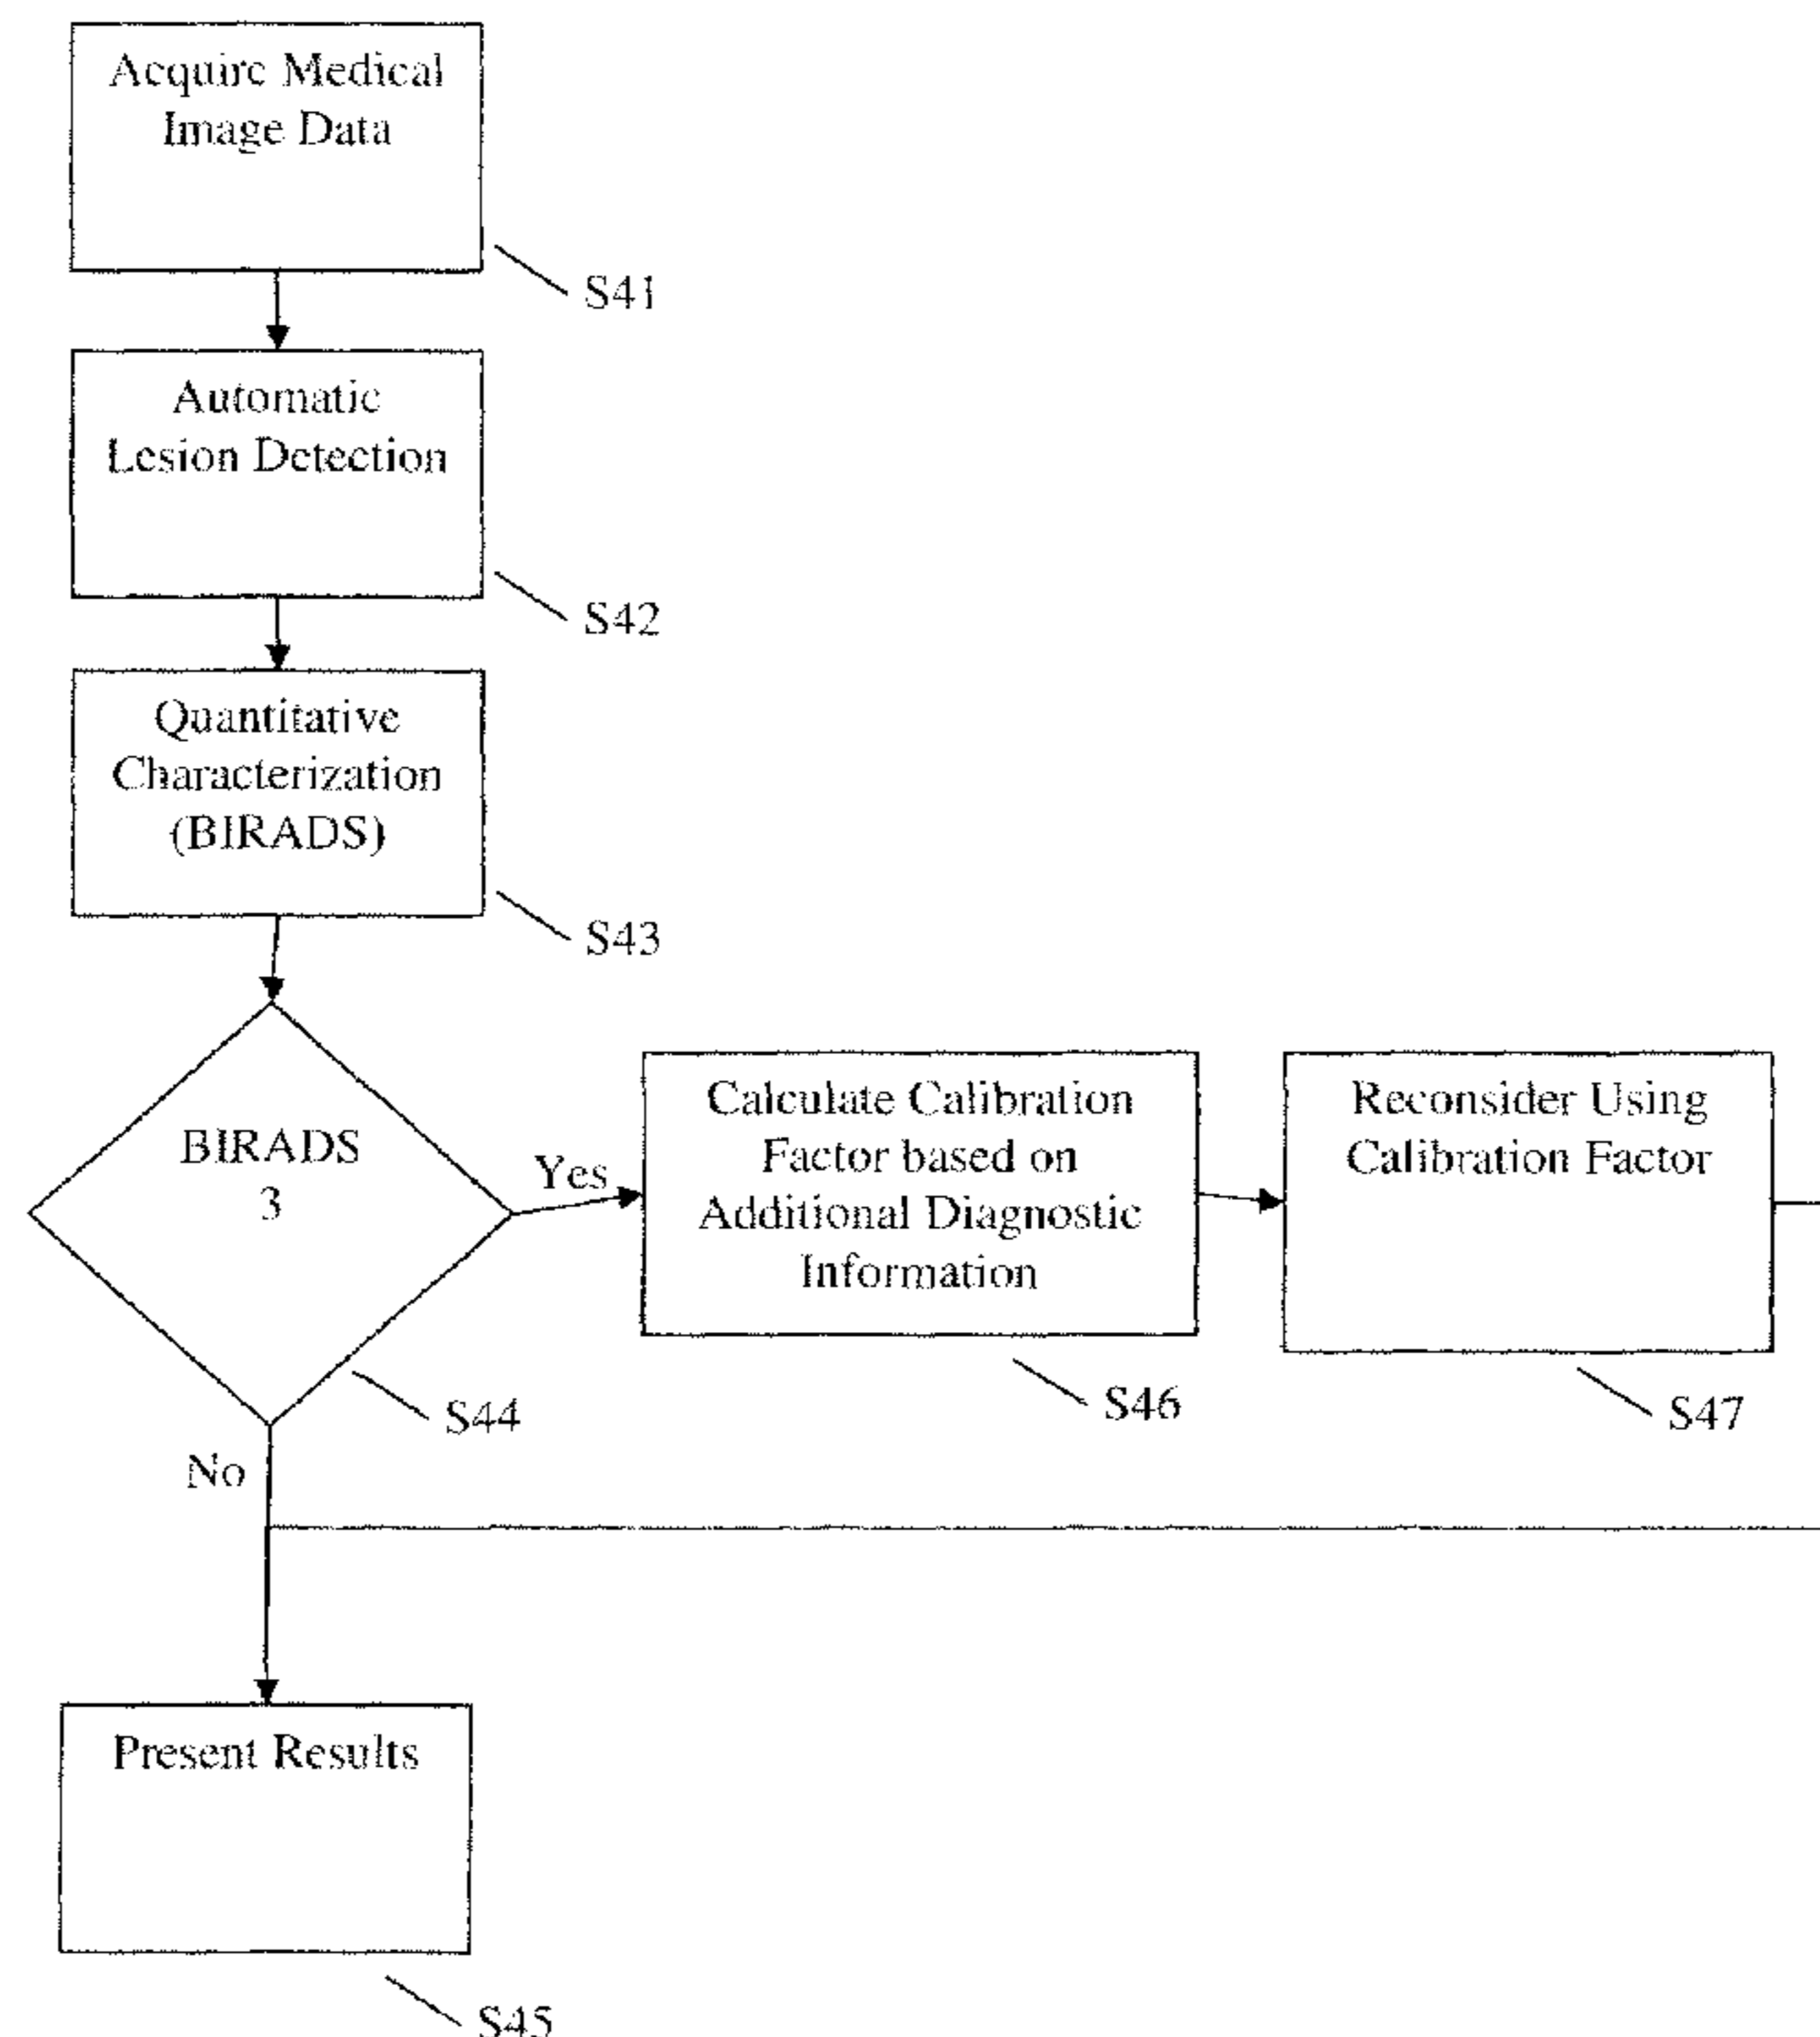 Acquire Medical
Image Data
S41
Automatic
Lesion Detection
S42
Quantitative
Characterization
(BIRADS)
S43
BIRADS
3
S44
Yes
Calculate Calibration
Factor based on
Additional Diagnostic
Information
S46
Reconsider Using
Calibration Factor
S47
No
Present Results
S45